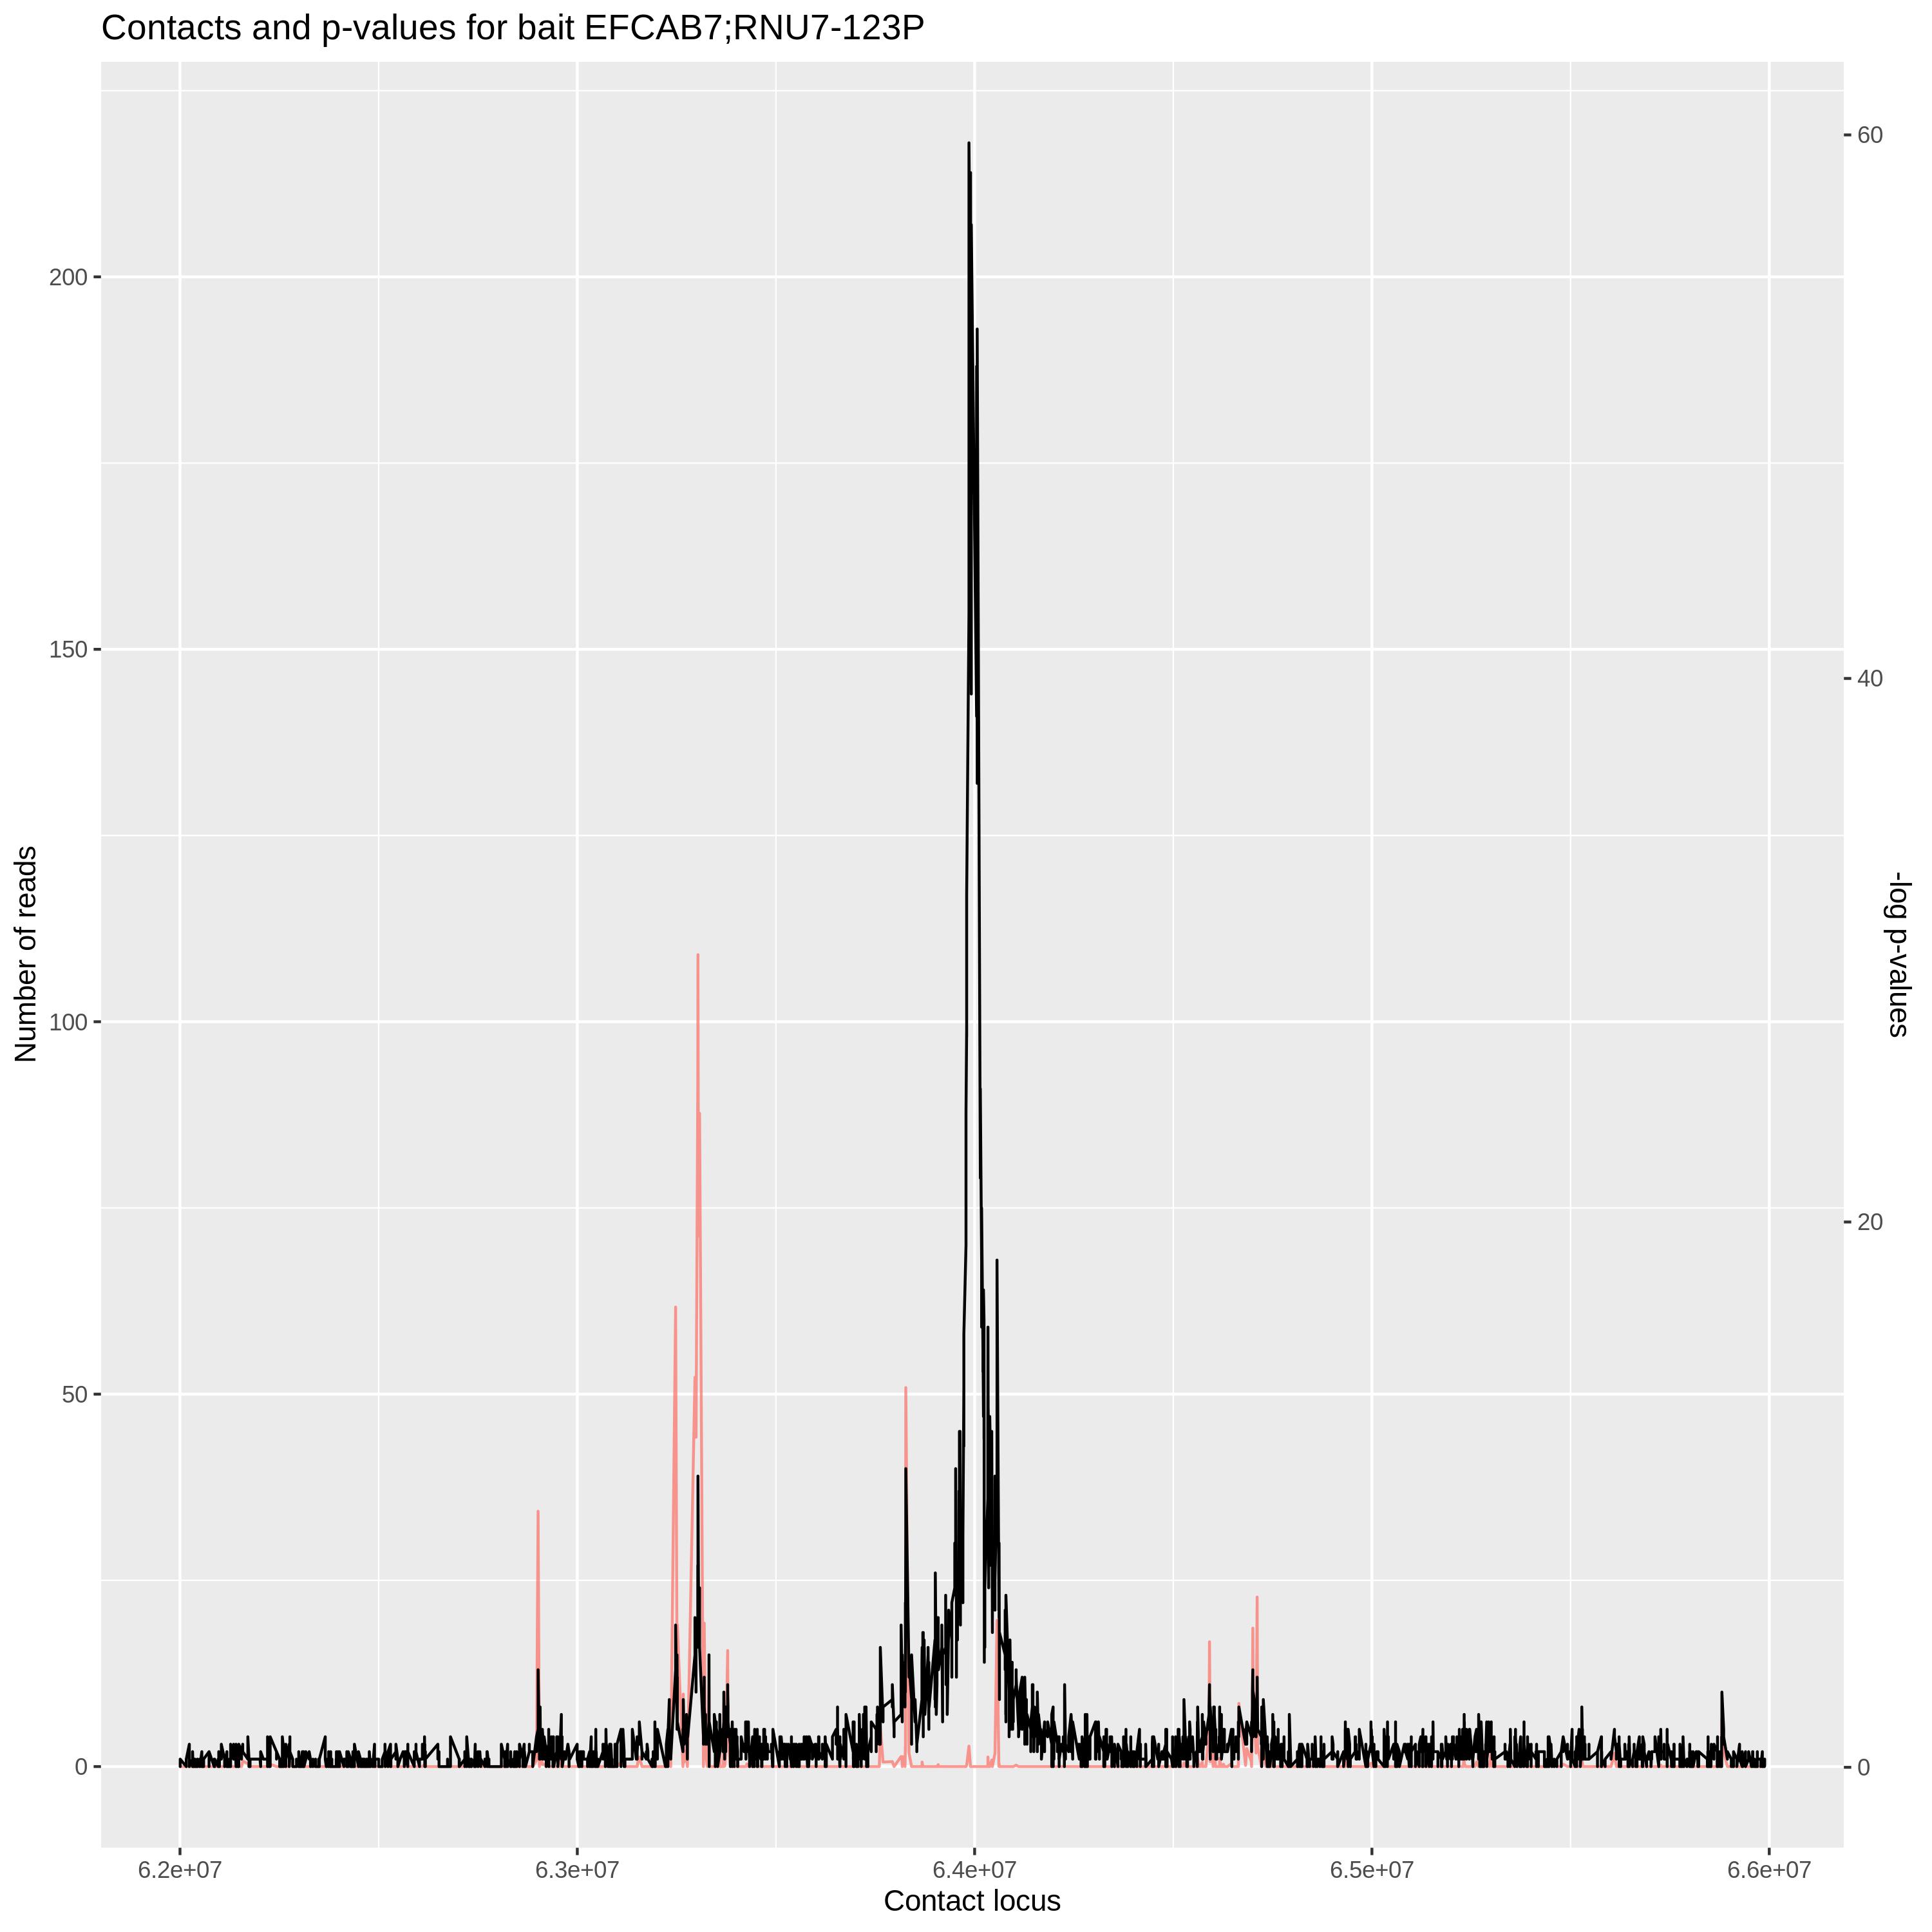 Contacts and p-values for bait EFCAB7;RNU7-123P
Number of reads
200
150
100
50
0
60
40
20
0
-log p-values
6.2e+07 6.3e+07 6.4e+07 6.5e+07 6.6e+07
Contact locus